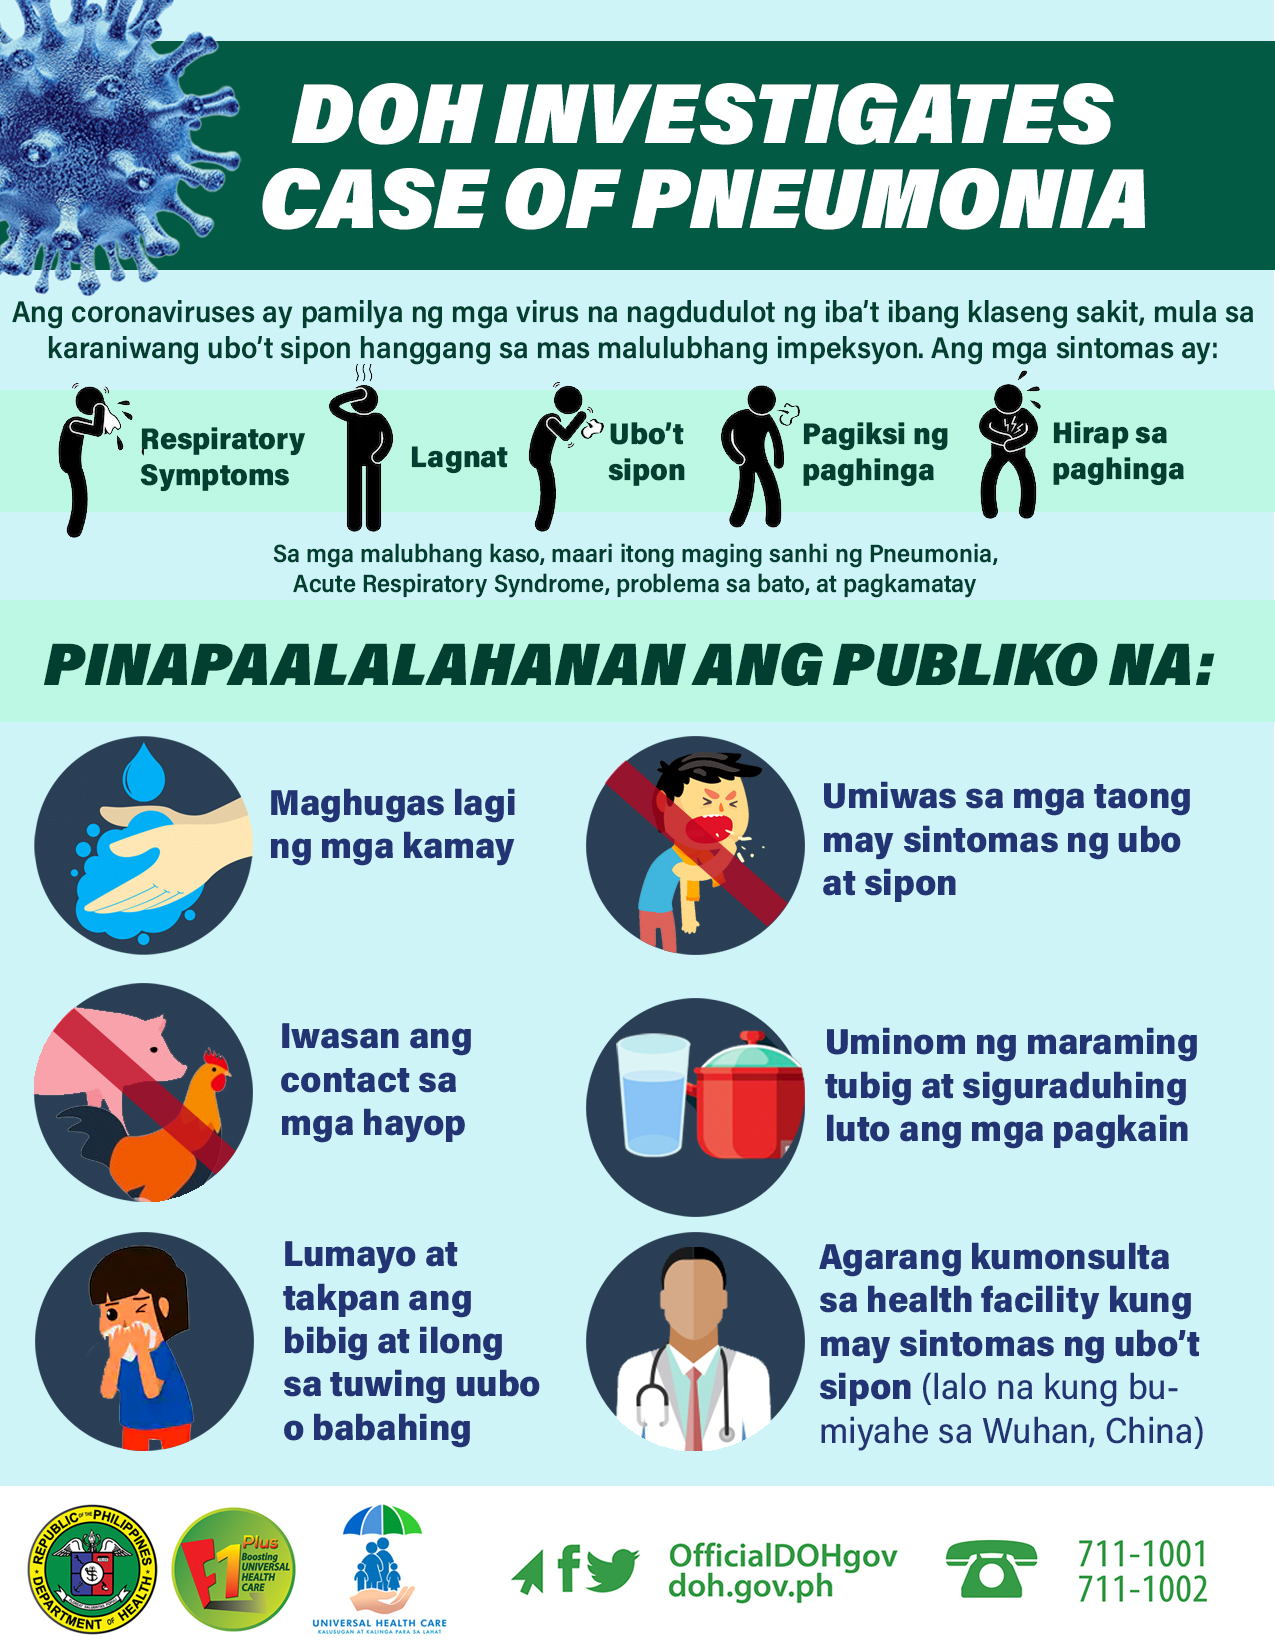 DOH INVESTIGATES
CASE OF PNEUMONIA
Ang coronaviruses ay pamilya ng mga virus na nagdudulot ng iba't ibang klaseng sakit, mula sa
karaniwang ubo't sipon hanggang sa mas malulubhang impeksyon. Ang mga sintomas ay:
Respiratory
Symptoms
Lagnat
Ubo't
sipon
Pagiksi ng
paghinga
Hirap sa
paghinga
Sa mga malubhang kaso, maari itong maging sanhi ng Pneumonia,
Acute Respiratory Syndrome, problema sa bato, at pagkamatay
PINAPAALALAHANAN ANG PUBLIKO NA:
Maghugas lagi
ng mga kamay
Umiwas sa mga taong
may sintomas ng ubo
at sipon
Iwasan ang
contact sa
mga hayop
Uminom ng maraming
tubig at siguraduhing
luto ang mga pagkain
Lumayo at
takpan ang
bibig at ilong
sa tuwing uubo
o babahing
Agarang kumonsulta
sa health facility kung
may sintomas ng ubo't
sipon (lalo na kung bu-
miyahe sa Wuhan, China)
REPUBLIC OF THE PHILIPPINES
DEPARTMENT OF HEALTH
F1
Plus
Boosting
UNIVERSAL
HEALTH
CARE
UNIVERSAL HEALTH CARE
KALUSUGAN AT KALINGA PARA SA LAHAT
OfficialDOHgov
doh.gov.ph
711-1001
711-1002